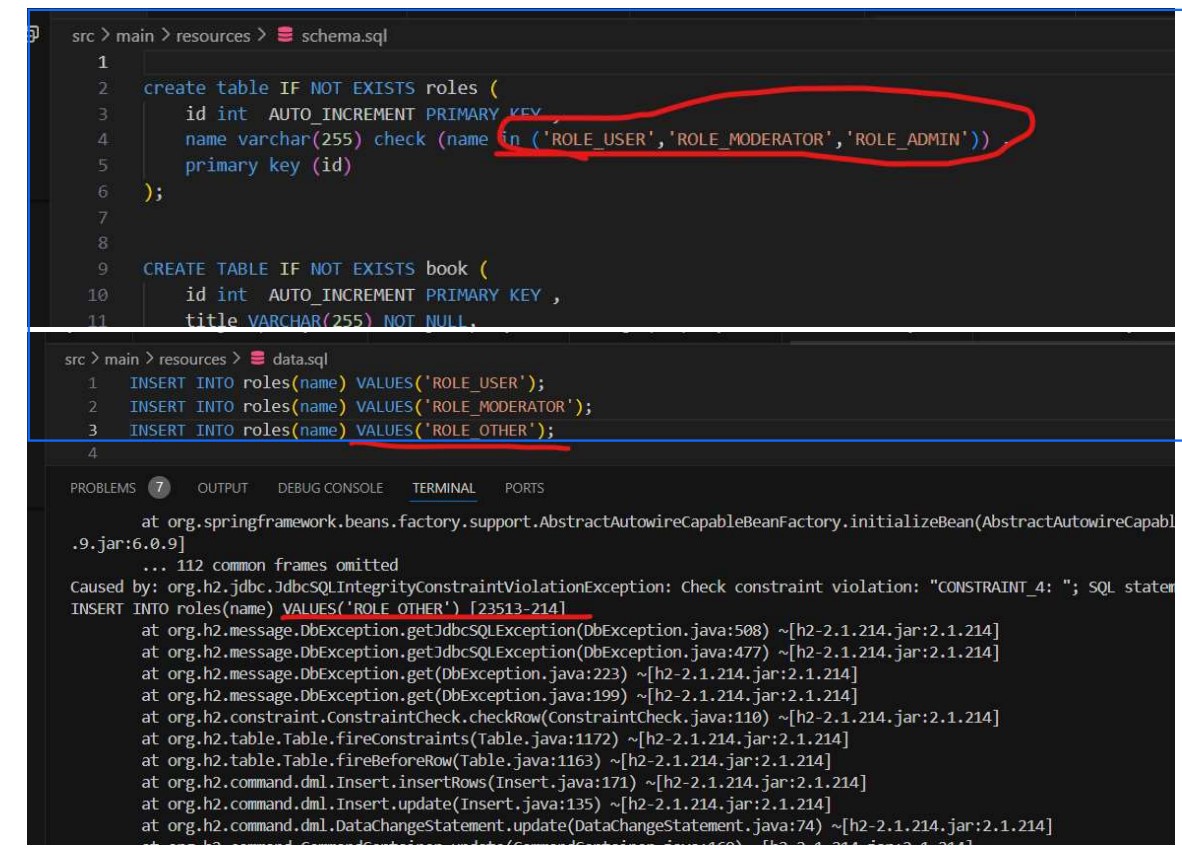 src > main > resources > schema.sql
1
2 create table IF NOT EXISTS roles (
3 id int AUTO_INCREMENT PRIMARY KEY ,
4 name varchar(255) check (name in ('ROLE_USER','ROLE_MODERATOR','ROLE_ADMIN')) ,
5 primary key (id)
6 );
7
8
9 CREATE TABLE IF NOT EXISTS book (
10 id int AUTO_INCREMENT PRIMARY KEY ,
11 title VARCHAR(255) NOT NULL,
src > main > resources > data.sql
1 INSERT INTO roles(name) VALUES('ROLE_USER');
2 INSERT INTO roles(name) VALUES('ROLE_MODERATOR');
3 INSERT INTO roles(name) VALUES('ROLE_OTHER');
4
PROBLEMS 7 OUTPUT DEBUG CONSOLE TERMINAL PORTS
at org.springframework.beans.factory.support.AbstractAutowireCapableBeanFactory.initializeBean(AbstractAutowireCapabl
.9.jar:6.0.9]
... 112 common frames omitted
Caused by: org.h2.jdbc.JdbcSQLIntegrityConstraintViolationException: Check constraint violation: "CONSTRAINT_4: "; SQL statem
INSERT INTO roles(name) VALUES('ROLE_OTHER') [23513-214]
at org.h2.message.DbException.getJdbcSQLException(DbException.java:508) ~[h2-2.1.214.jar:2.1.214]
at org.h2.message.DbException.getJdbcSQLException(DbException.java:477) ~[h2-2.1.214.jar:2.1.214]
at org.h2.message.DbException.get(DbException.java:223) ~[h2-2.1.214.jar:2.1.214]
at org.h2.message.DbException.get(DbException.java:199) ~[h2-2.1.214.jar:2.1.214]
at org.h2.constraint.ConstraintCheck.checkRow(ConstraintCheck.java:110) ~[h2-2.1.214.jar:2.1.214]
at org.h2.table.Table.fireConstraints(Table.java:1172) ~[h2-2.1.214.jar:2.1.214]
at org.h2.table.Table.fireBeforeRow(Table.java:1163) ~[h2-2.1.214.jar:2.1.214]
at org.h2.command.dml.Insert.insertRows(Insert.java:171) ~[h2-2.1.214.jar:2.1.214]
at org.h2.command.dml.Insert.update(Insert.java:135) ~[h2-2.1.214.jar:2.1.214]
at org.h2.command.dml.DataChangeStatement.update(DataChangeStatement.java:74) ~[h2-2.1.214.jar:2.1.214]